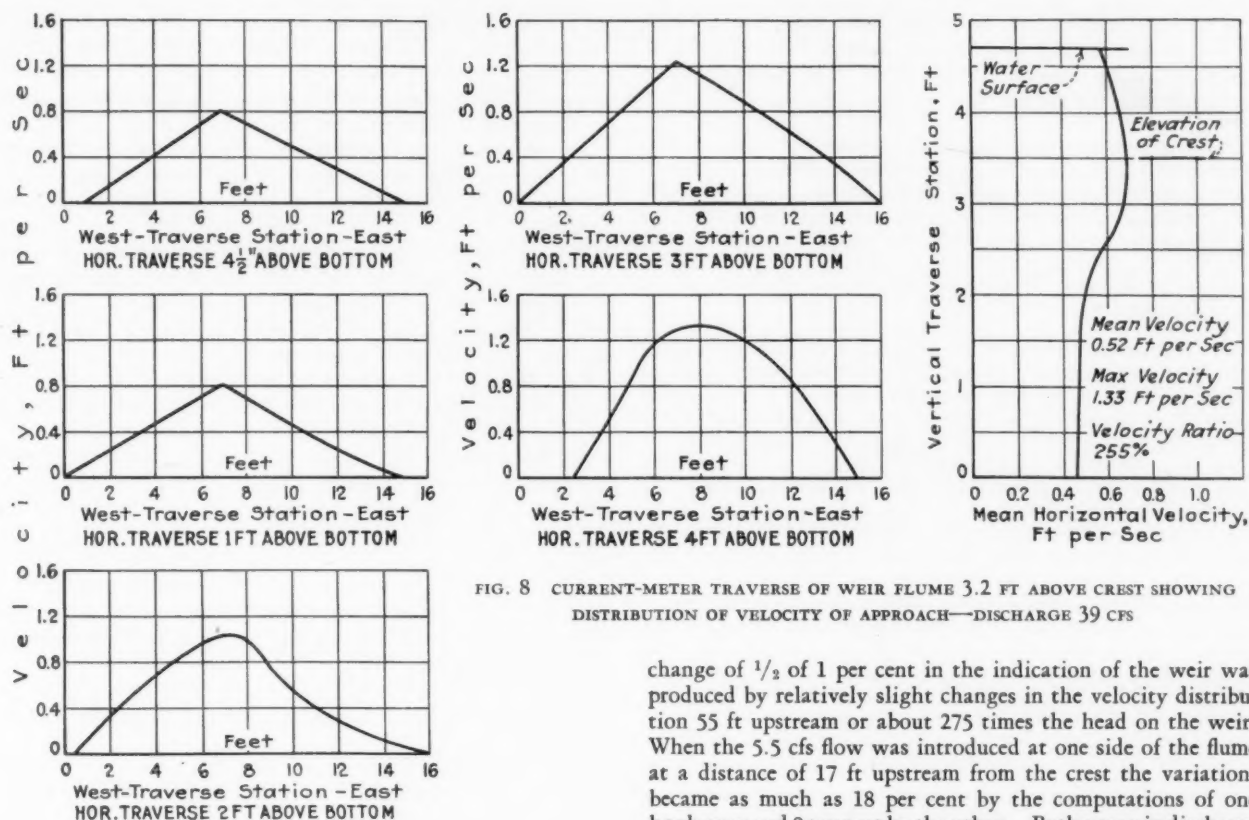 Velocity, Ft per Sec
1.6
1.2
0.8
0.4
0
0 2 4 6 8 10 12 14 16
Feet
West-Traverse Station-East
HOR. TRAVERSE 4 1/2" ABOVE BOTTOM
1.6
1.2
0.8
0.4
0
0 2 4 6 8 10 12 14 16
Feet
West-Traverse Station-East
HOR. TRAVERSE 1FT ABOVE BOTTOM
1.6
1.2
0.8
0.4
0
0 2 4 6 8 10 12 14 16
Feet
West-Traverse Station-East
HOR. TRAVERSE 2FT ABOVE BOTTOM
Velocity, Ft per Sec
1.6
1.2
0.8
0.4
0
0 2 4 6 8 10 12 14 16
Feet
West-Traverse Station-East
HOR. TRAVERSE 3FT ABOVE BOTTOM
1.6
1.2
0.8
0.4
0
0 2 4 6 8 10 12 14 16
Feet
West-Traverse Station-East
HOR. TRAVERSE 4FT ABOVE BOTTOM
Vertical Traverse Station, Ft
5
4
3
2
1
0
Water
Surface
Elevation
of Crest
Mean Velocity
0.52 Ft per Sec
Max Velocity
1.33 Ft per Sec
Velocity Ratio
255%
0 0.2 0.4 0.6 0.8 1.0
Mean Horizontal Velocity,
Ft per Sec
FIG. 8 CURRENT-METER TRAVERSE OF WEIR FLUME 3.2 FT ABOVE CREST SHOWING
DISTRIBUTION OF VELOCITY OF APPROACH—DISCHARGE 39 CFS
change of 1/2 of 1 per cent in the indication of the weir wa
produced by relatively slight changes in the velocity distribu
tion 55 ft upstream or about 275 times the head on the weir
When the 5.5 cfs flow was introduced at one side of the flum
at a distance of 17 ft upstream from the crest the variation
became as much as 18 per cent by the computations of on